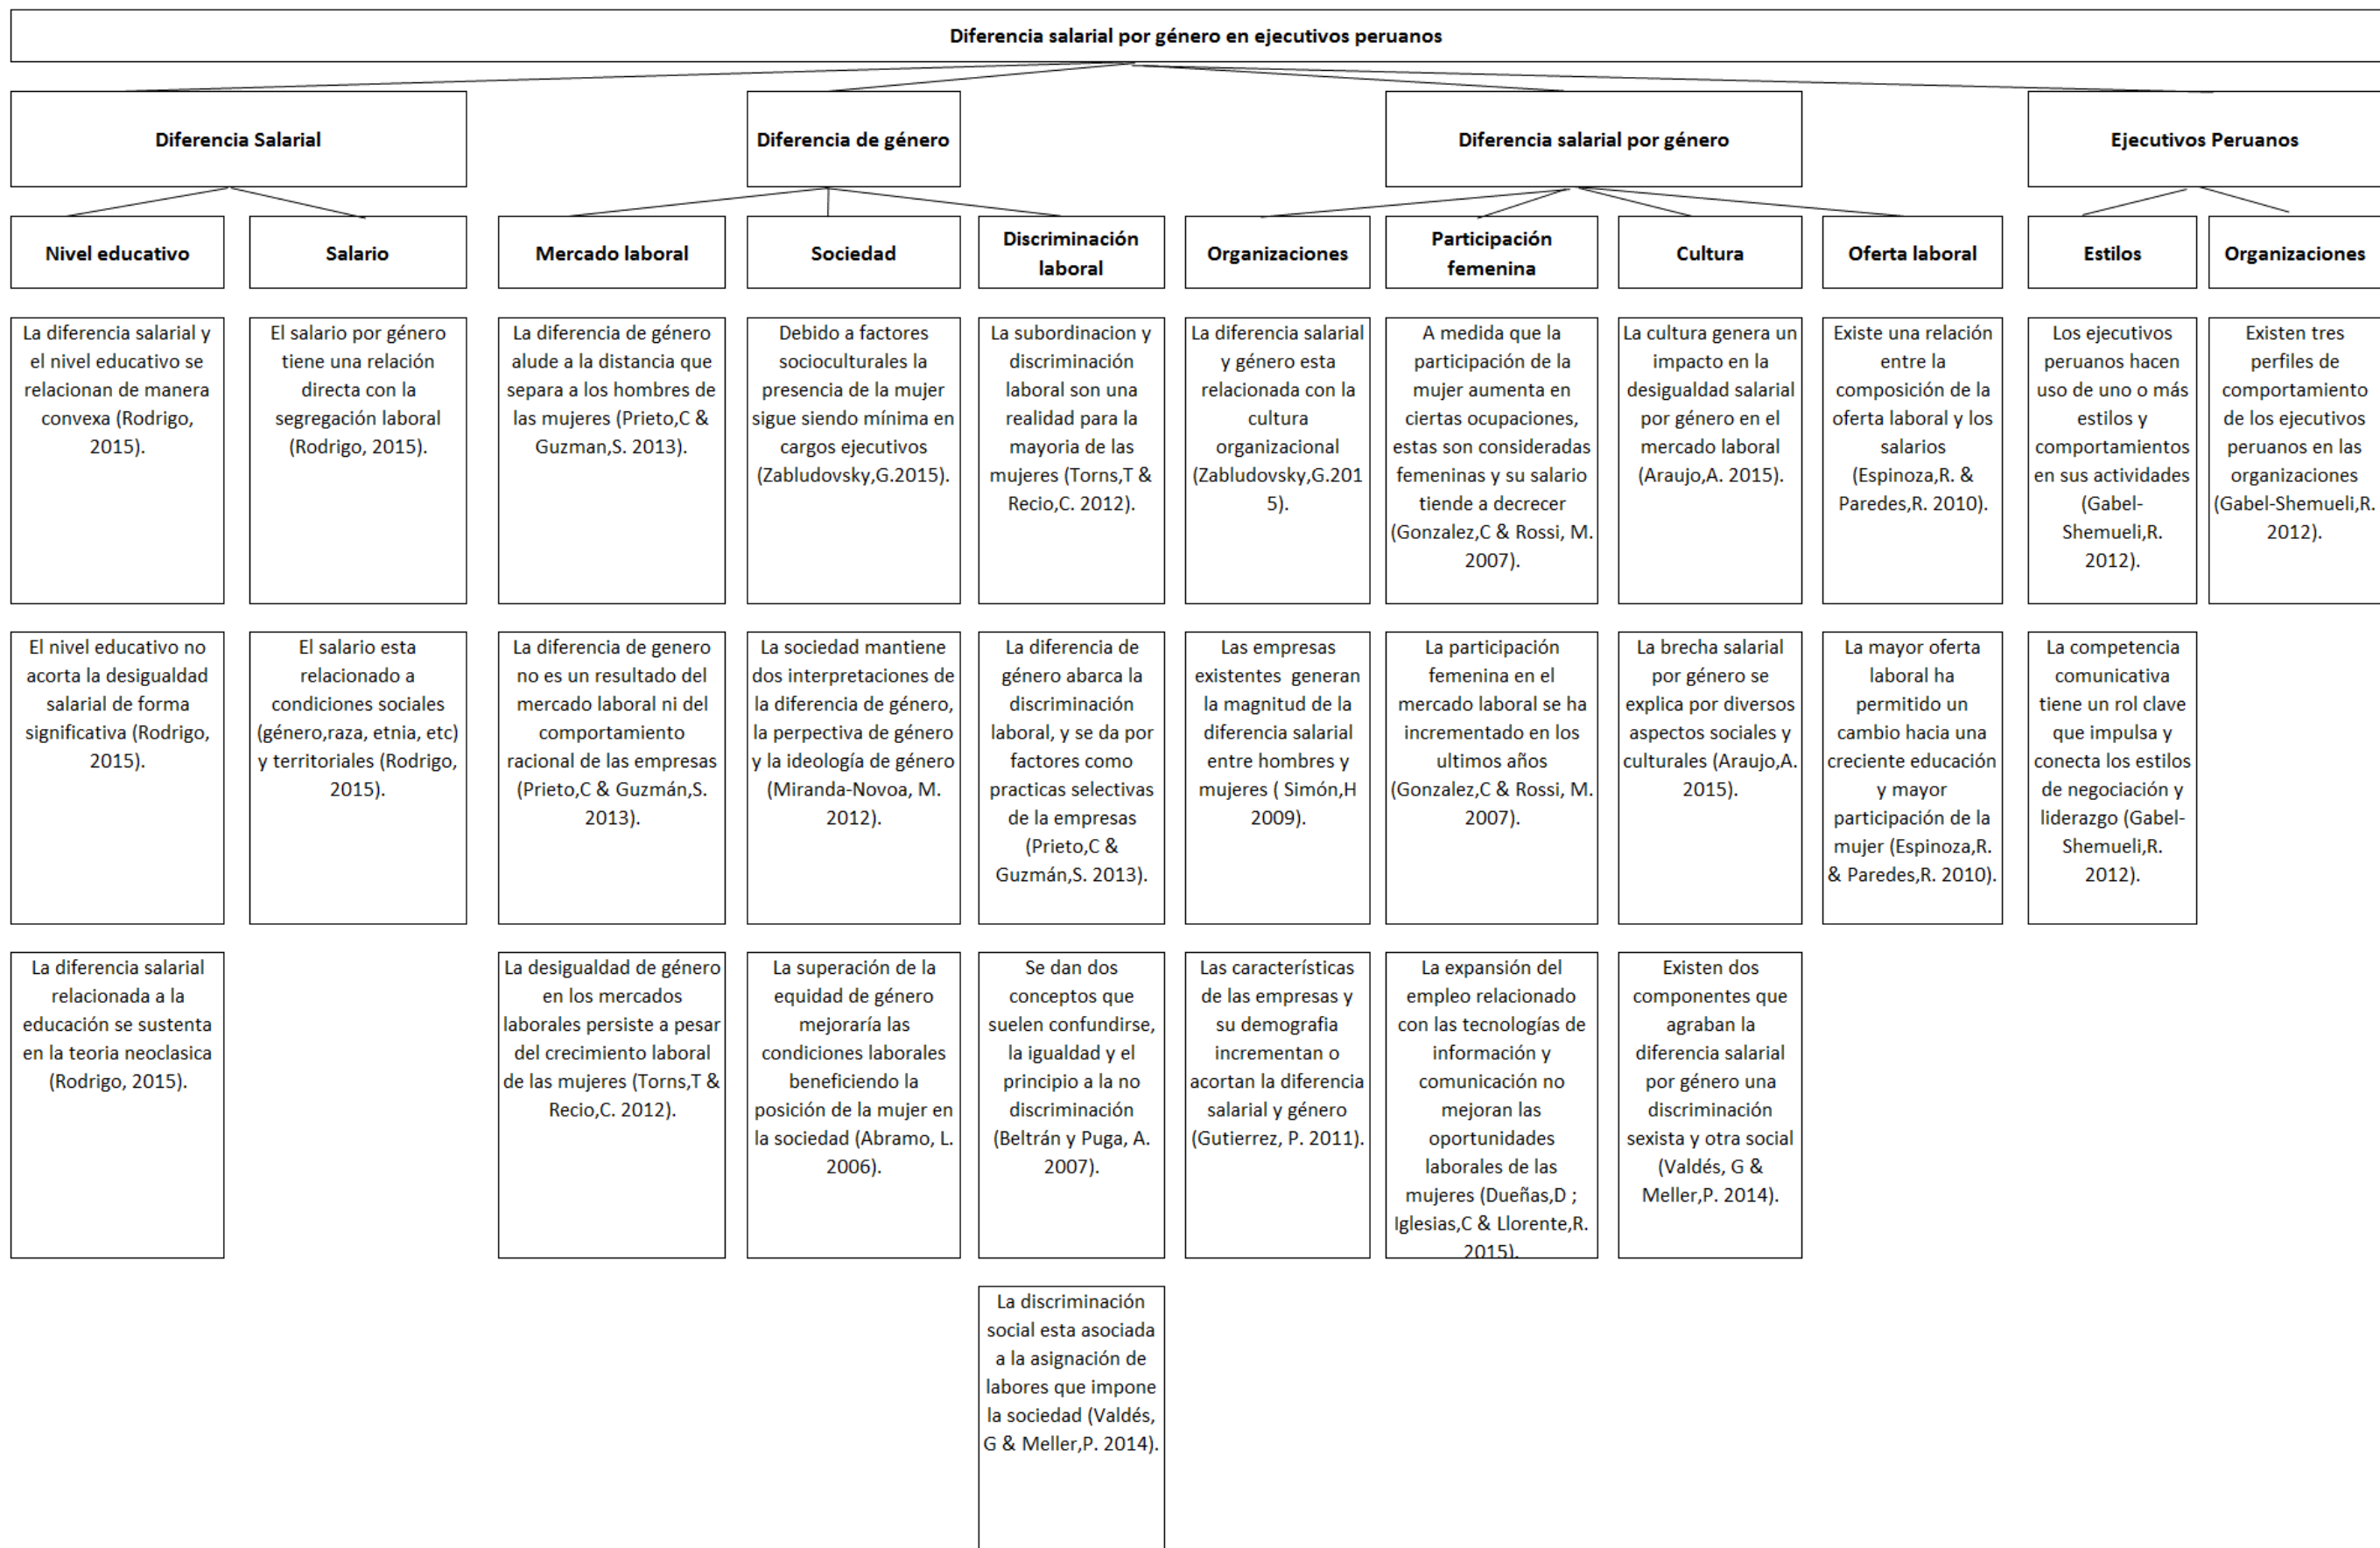 Diferencia salarial por género en ejecutivos peruanos
Diferencia Salarial
Diferencia de género
Diferencia salarial por género
Ejecutivos Peruanos
Nivel educativo
Salario
Mercado laboral
Sociedad
Discriminación
laboral
Organizaciones
Participación
femenina
Cultura
Oferta laboral
Estilos
Organizaciones
La diferencia salarial y
el nivel educativo se
relacionan de manera
convexa (Rodrigo,
2015).
El salario por género
tiene una relación
directa con la
segregación laboral
(Rodrigo, 2015).
La diferencia de género
alude a la distancia que
separa a los hombres de
las mujeres (Prieto,C &
Guzman,S. 2013).
Debido a factores
socioculturales la
presencia de la mujer
sigue siendo mínima en
cargos ejecutivos
(Zabludovsky,G.2015).
La subordinacion y
discriminación
laboral son una
realidad para la
mayoria de las
mujeres (Torns,T &
Recio,C. 2012).
La diferencia salarial
y género esta
relacionada con la
cultura
organizacional
(Zabludovsky,G.201
5).
A medida que la
participación de la
mujer aumenta en
ciertas ocupaciones,
estas son consideradas
femeninas y su salario
tiende a decrecer
(Gonzalez,C & Rossi, M.
2007).
La cultura genera un
impacto en la
desigualdad salarial
por género en el
mercado laboral
(Araujo,A. 2015).
Existe una relación
entre la
composición de la
oferta laboral y los
salarios
(Espinoza,R. &
Paredes,R. 2010).
Los ejecutivos
peruanos hacen
uso de uno o más
estilos y
comportamientos
en sus actividades
(Gabel-
Shemueli,R.
2012).
Existen tres
perfiles de
comportamiento
de los ejecutivos
peruanos en las
organizaciones
(Gabel-Shemueli,R.
2012).
El nivel educativo no
acorta la desigualdad
salarial de forma
significativa (Rodrigo,
2015).
El salario esta
relacionado a
condiciones sociales
(género,raza, etnia, etc)
y territoriales (Rodrigo,
2015).
La diferencia de genero
no es un resultado del
mercado laboral ni del
comportamiento
racional de las empresas
(Prieto,C & Guzmán,S.
2013).
La sociedad mantiene
dos interpretaciones de
la diferencia de género,
la perpectiva de género
y la ideología de género
(Miranda-Novoa, M.
2012).
La diferencia de
género abarca la
discriminación
laboral, y se da por
factores como
practicas selectivas
de la empresas
(Prieto,C &
Guzmán,S. 2013).
Las empresas
existentes  generan
la magnitud de la
diferencia salarial
entre hombres y
mujeres ( Simón,H
2009).
La participación
femenina en el
mercado laboral se ha
incrementado en los
ultimos años
(Gonzalez,C & Rossi, M.
2007).
La brecha salarial
por género se
explica por diversos
aspectos sociales y
culturales (Araujo,A.
2015).
La mayor oferta
laboral ha
permitido un
cambio hacia una
creciente educación
y mayor
participación de la
mujer (Espinoza,R.
& Paredes,R. 2010).
La competencia
comunicativa
tiene un rol clave
que impulsa y
conecta los estilos
de negociación y
liderazgo (Gabel-
Shemueli,R.
2012).
La diferencia salarial
relacionada a la
educación se sustenta
en la teoria neoclasica
(Rodrigo, 2015).
La desigualdad de género
en los mercados
laborales persiste a pesar
del crecimiento laboral
de las mujeres (Torns,T &
Recio,C. 2012).
La superación de la
equidad de género
mejoraría las
condiciones laborales
beneficiendo la
posición de la mujer en
la sociedad (Abramo, L.
2006).
Se dan dos
conceptos que
suelen confundirse,
la igualdad y el
principio a la no
discriminación
(Beltrán y Puga, A.
2007).
Las características
de las empresas y
su demografia
incrementan o
acortan la diferencia
salarial y género
(Gutierrez, P. 2011).
La expansión del
empleo relacionado
con las tecnologías de
información y
comunicación no
mejoran las
oportunidades
laborales de las
mujeres (Dueñas,D ;
Iglesias,C & Llorente,R.
2015).
Existen dos
componentes que
agraban la
diferencia salarial
por género una
discriminación
sexista y otra social
(Valdés, G &
Meller,P. 2014).
La discriminación
social esta asociada
a la asignación de
labores que impone
la sociedad (Valdés,
G & Meller,P. 2014).